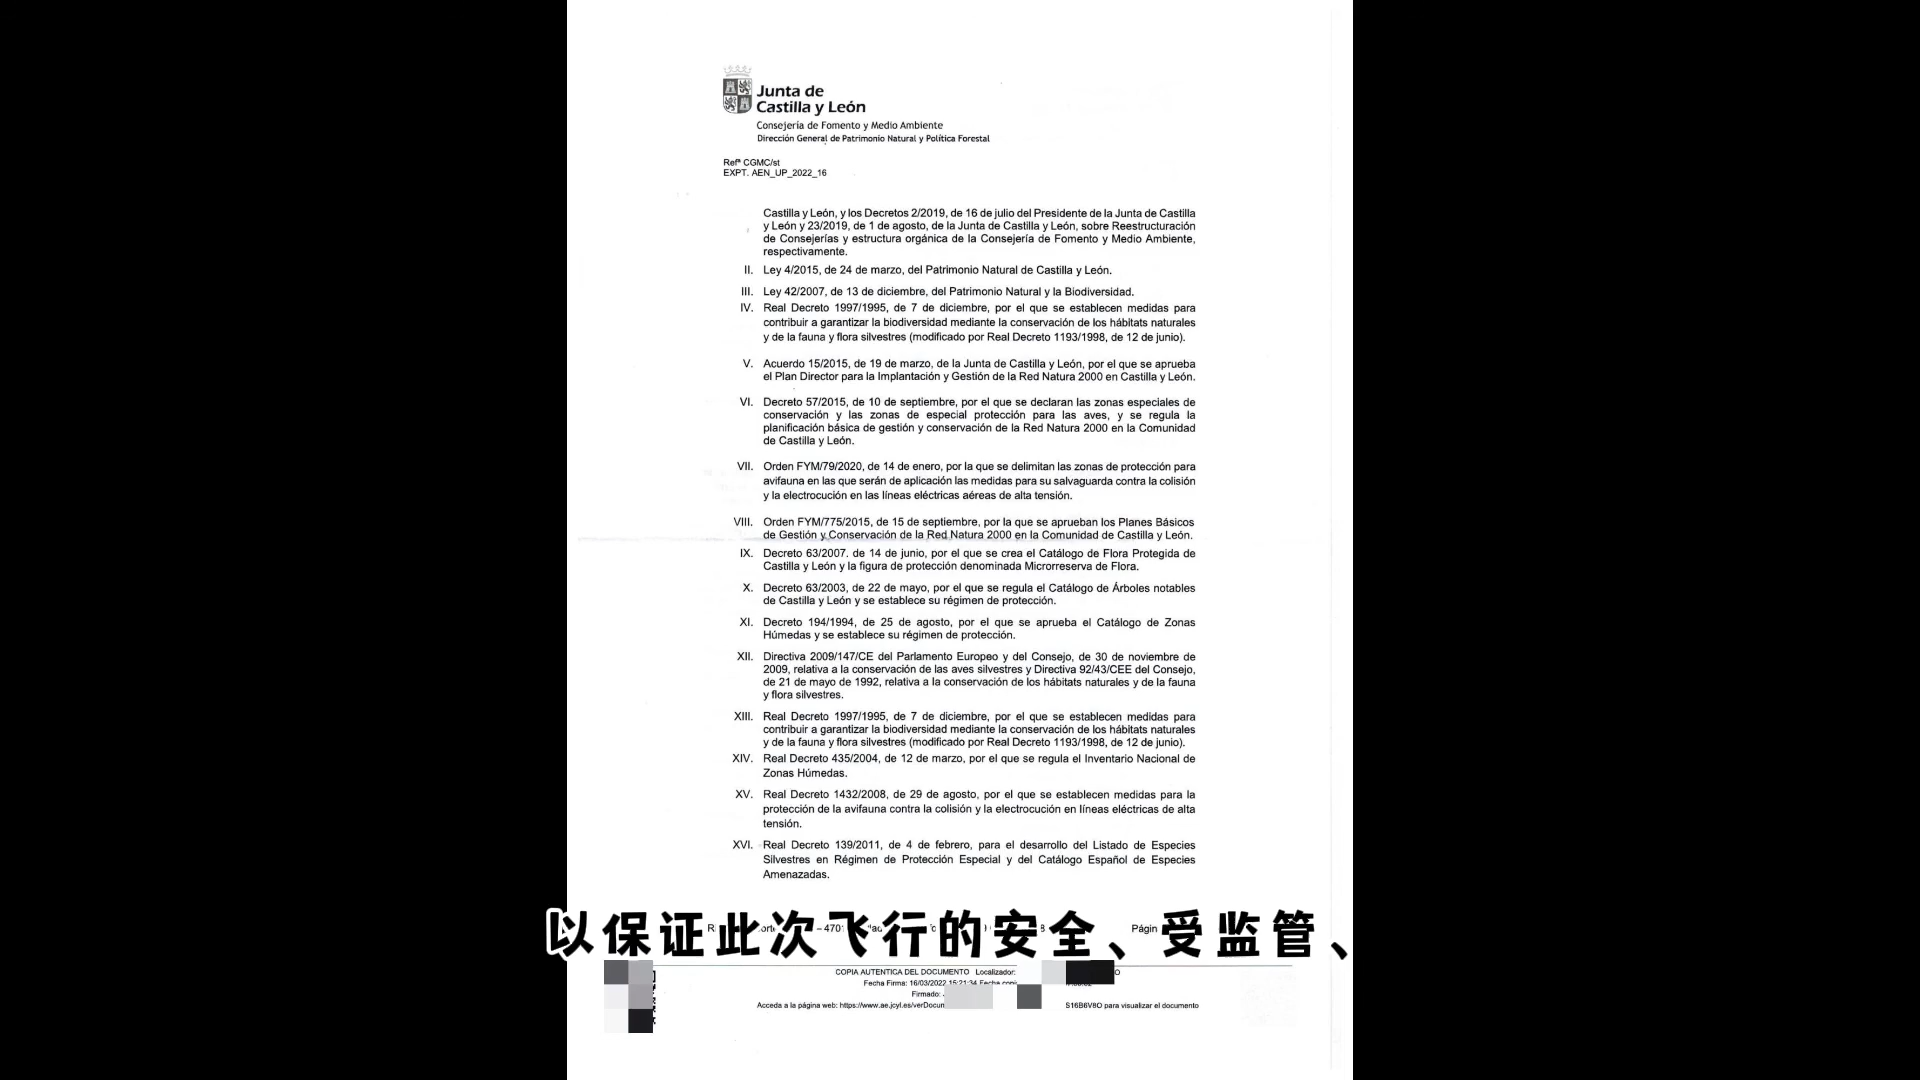 Junta de
Castilla y León
Consejería de Fomento y Medio Ambiente
Dirección General de Patrimonio Natural y Política Forestal
Refª CGMC/st
EXPT. AEN_UP_2022_16
Castilla y León, y los Decretos 2/2019, de 16 de julio del Presidente de la Junta de Castilla
y León y 23/2019, de 1 de agosto, de la Junta de Castilla y León, sobre Reestructuración
de Consejerías y estructura orgánica de la Consejería de Fomento y Medio Ambiente,
respectivamente.
II. Ley 4/2015, de 24 de marzo, del Patrimonio Natural de Castilla y León.
III. Ley 42/2007, de 13 de diciembre, del Patrimonio Natural y la Biodiversidad.
IV. Real Decreto 1997/1995, de 7 de diciembre, por el que se establecen medidas para
contribuir a garantizar la biodiversidad mediante la conservación de los hábitats naturales
y de la fauna y flora silvestres (modificado por Real Decreto 1193/1998, de 12 de junio).
V. Acuerdo 15/2015, de 19 de marzo, de la Junta de Castilla y León, por el que se aprueba
el Plan Director para la Implantación y Gestión de la Red Natura 2000 en Castilla y León.
VI. Decreto 57/2015, de 10 de septiembre, por el que se declaran las zonas especiales de
conservación y las zonas de especial protección para las aves, y se regula la
planificación básica de gestión y conservación de la Red Natura 2000 en la Comunidad
de Castilla y León.
VII. Orden FYM/79/2020, de 14 de enero, por la que se delimitan las zonas de protección para
avifauna en las que serán de aplicación las medidas para su salvaguarda contra la colisión
y la electrocución en las líneas eléctricas aéreas de alta tensión.
VIII. Orden FYM/775/2015, de 15 de septiembre, por la que se aprueban los Planes Básicos
de Gestión y Conservación de la Red Natura 2000 en la Comunidad de Castilla y León.
IX. Decreto 63/2007. de 14 de junio, por el que se crea el Catálogo de Flora Protegida de
Castilla y León y la figura de protección denominada Microrreserva de Flora.
X. Decreto 63/2003, de 22 de mayo, por el que se regula el Catálogo de Árboles notables
de Castilla y León y se establece su régimen de protección.
XI. Decreto 194/1994, de 25 de agosto, por el que se aprueba el Catálogo de Zonas
Húmedas y se establece su régimen de protección.
XII. Directiva 2009/147/CE del Parlamento Europeo y del Consejo, de 30 de noviembre de
2009, relativa a la conservación de las aves silvestres y Directiva 92/43/CEE del Consejo,
de 21 de mayo de 1992, relativa a la conservación de los hábitats naturales y de la fauna
y flora silvestres.
XIII. Real Decreto 1997/1995, de 7 de diciembre, por el que se establecen medidas para
contribuir a garantizar la biodiversidad mediante la conservación de los hábitats naturales
y de la fauna y flora silvestres (modificado por Real Decreto 1193/1998, de 12 de junio).
XIV. Real Decreto 435/2004, de 12 de marzo, por el que se regula el Inventario Nacional de
Zonas Húmedas.
XV. Real Decreto 1432/2008, de 29 de agosto, por el que se establecen medidas para la
protección de la avifauna contra la colisión y la electrocución en líneas eléctricas de alta
tensión.
XVI. Real Decreto 139/2011, de 4 de febrero, para el desarrollo del Listado de Especies
Silvestres en Régimen de Protección Especial y del Catálogo Español de Especies
Amenazadas.
以保证此次飞行的安全、受监管、
COPIA AUTENTICA DEL DOCUMENTO Localizador:
Fecha Firma: 16/03/2022 15:21:34 Fecha
Firmado:
Acceda a la página web: https://www.ae.jcyl.es/verDocum S16B6V8O para visualizar el documento